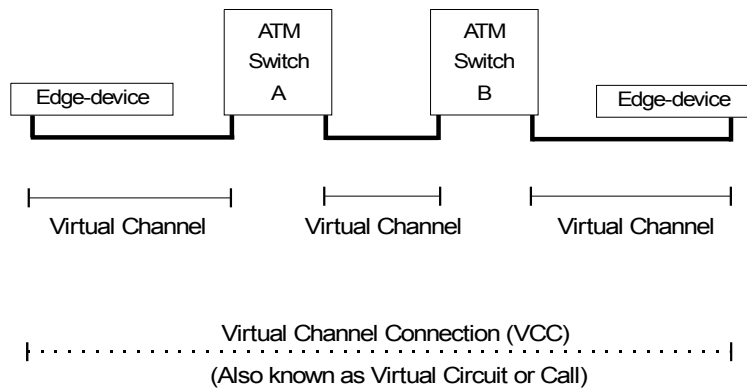 ATM
Switch
A
ATM
Switch
B
Edge-device
Edge-device
Virtual Channel
Virtual Channel
Virtual Channel
Virtual Channel Connection (VCC)
(Also known as Virtual Circuit or Call)